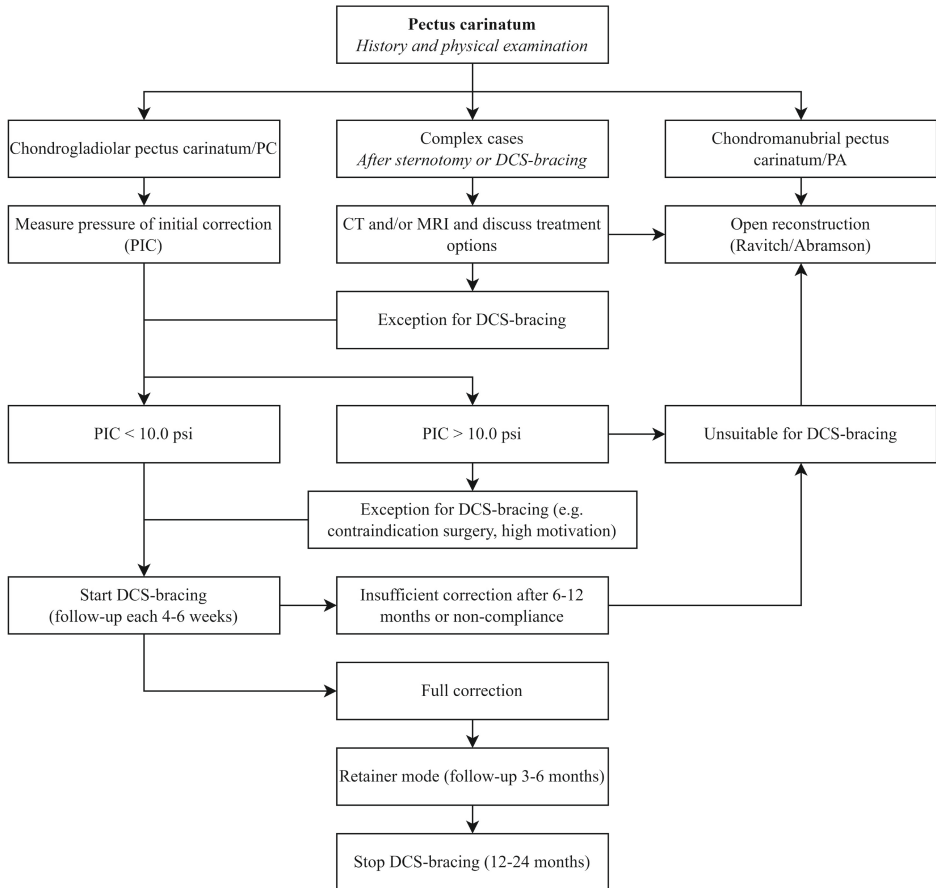 Pectus carinatum
History and physical examination
Chondrogladiolar pectus carinatum/PC
Complex cases
After sternotomy or DCS-bracing
Chondromanubrial pectus
carinatum/PA
Measure pressure of initial correction
(PIC)
CT and/or MRI and discuss treatment
options
Open reconstruction
(Ravitch/Abramson)
Exception for DCS-bracing
PIC < 10.0 psi
PIC > 10.0 psi
Unsuitable for DCS-bracing
Exception for DCS-bracing (e.g.
contraindication surgery, high motivation)
Start DCS-bracing
(follow-up each 4-6 weeks)
Insufficient correction after 6-12
months or non-compliance
Full correction
Retainer mode (follow-up 3-6 months)
Stop DCS-bracing (12-24 months)